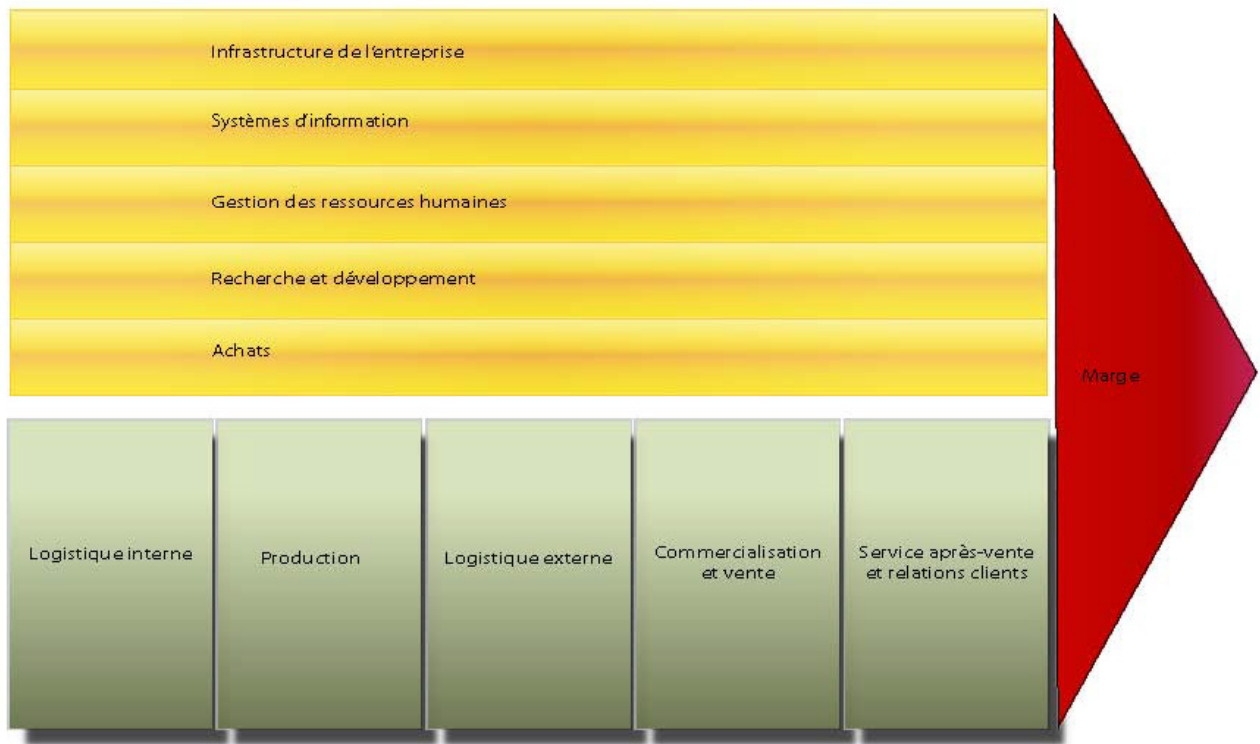 Infrastructure de l'entreprise
Systèmes d'information
Gestion des ressources humaines
Recherche et développement
Achats
Marge
Logistique interne
Production
Logistique externe
Commercialisation
et vente
Service après-vente
et relations clients